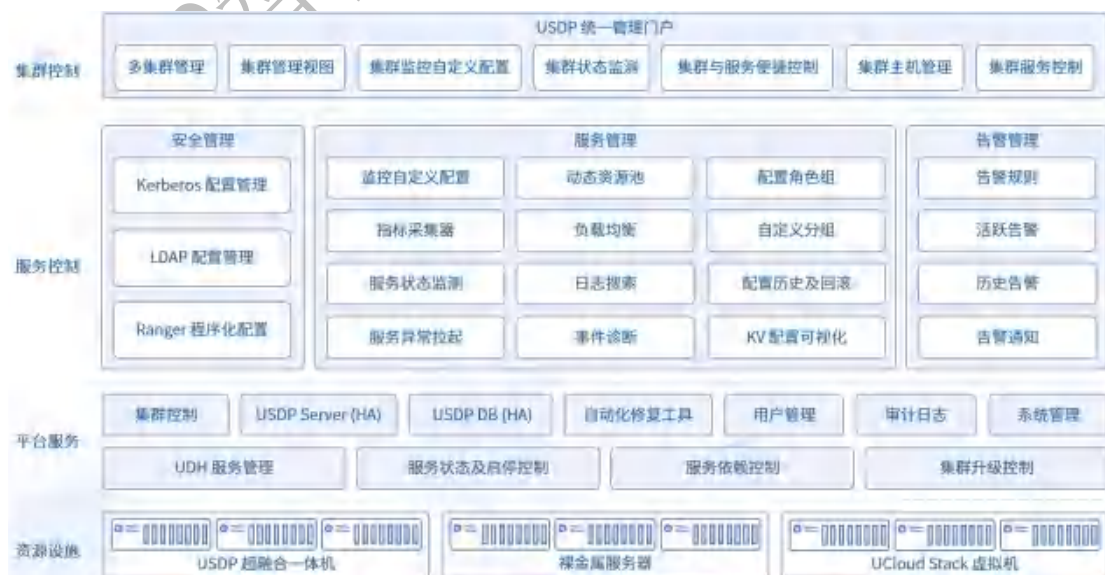 USDP 统一管理门户
集群控制
多集群管理 集群管理视图 集群监控自定义配置 集群状态监测 集群与服务便捷控制 集群主机管理 集群服务控制
安全管理 服务管理 告警管理
Kerberos 配置管理 监控自定义配置 动态资源池 配置角色组 告警规则
指标采集器 负载均衡 自定义分组 活跃告警
服务控制
LDAP 配置管理
服务状态监测 日志搜索 配置历史及回滚 历史告警
Ranger 程序化配置 服务异常拉起 事件诊断 KV 配置可视化 告警通知
集群控制 USDP Server (HA) USDP DB (HA) 自动化修复工具 用户管理 审计日志 系统管理
平台服务
UDH 服务管理 服务状态及启停控制 服务依赖控制 集群升级控制
资源设施
USDP 超融合一体机 裸金属服务器 UCloud Stack 虚拟机